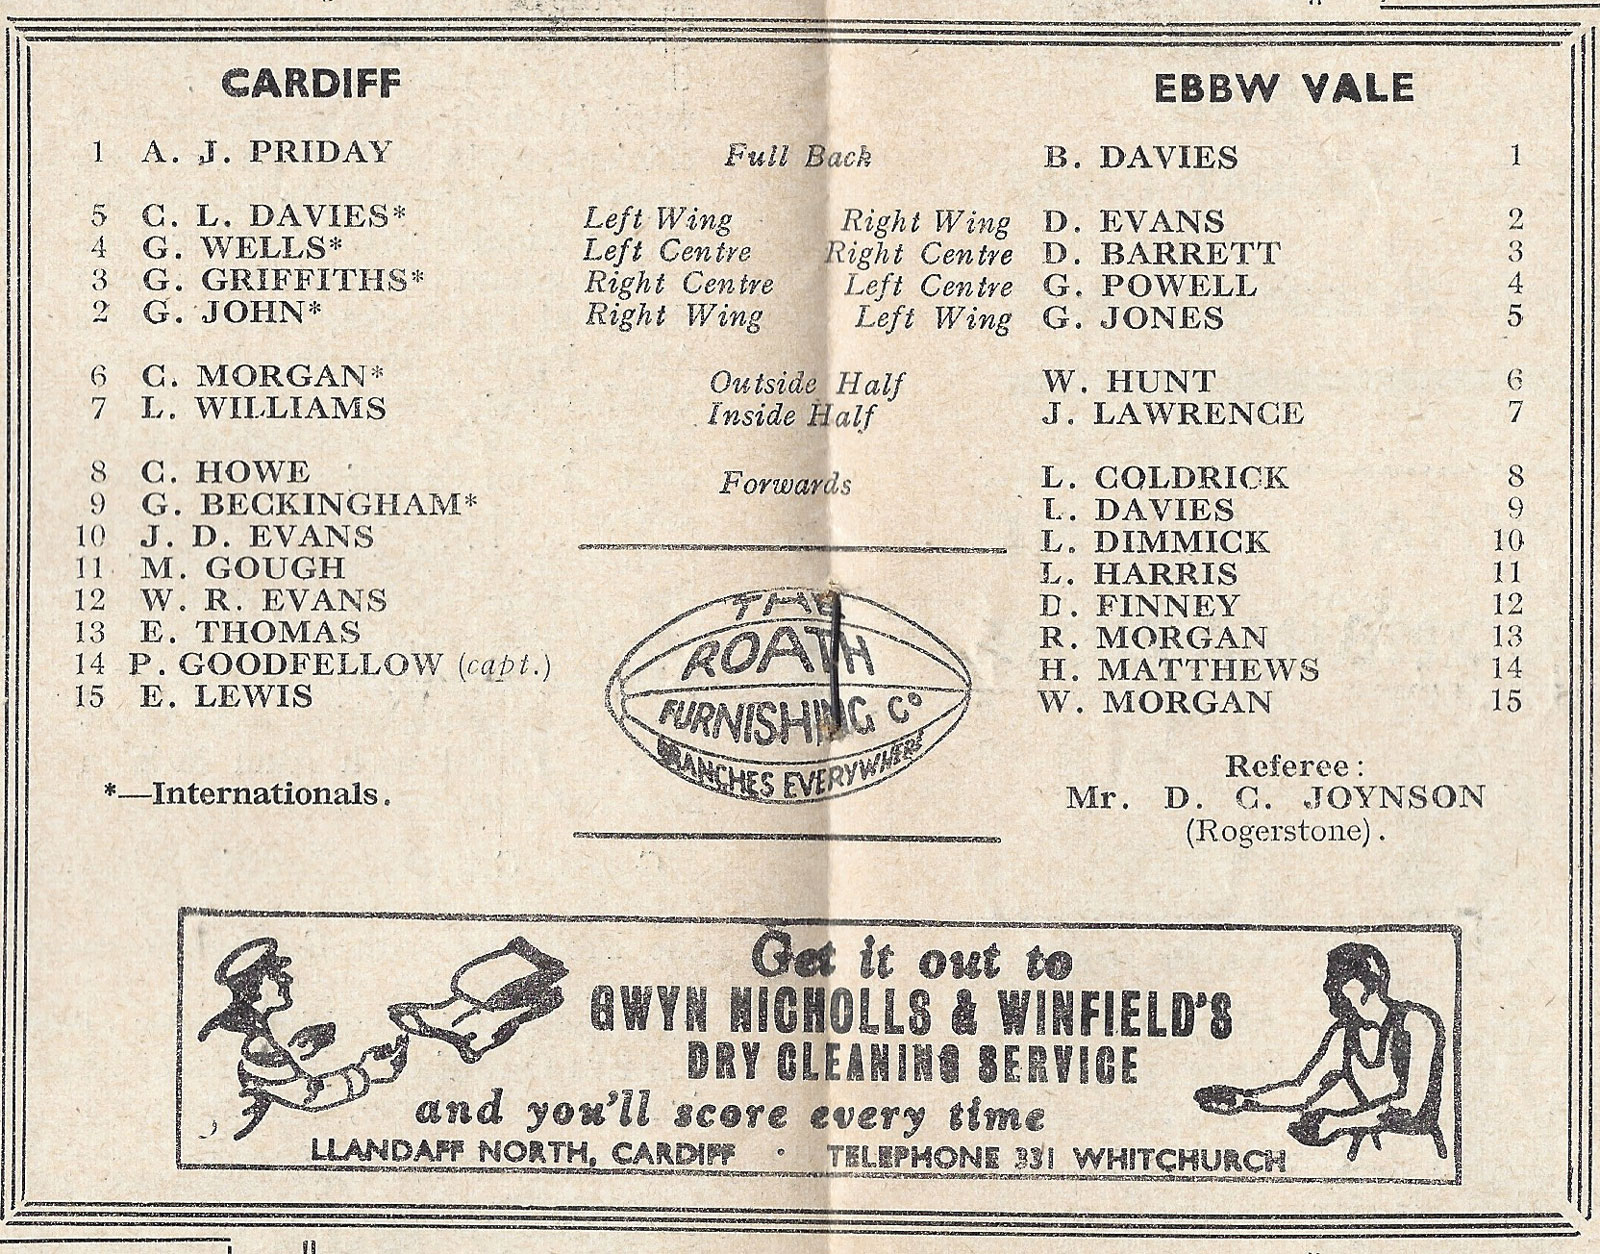 CARDIFF EBBW VALE
1 A. J. PRIDAY Full Back B. DAVIES 1
5 C. L. DAVIES* Left Wing Right Wing D. EVANS 2
4 G. WELLS* Left Centre Right Centre D. BARRETT 3
3 G. GRIFFITHS* Right Centre Left Centre G. POWELL 4
2 G. JOHN* Right Wing Left Wing G. JONES 5
6 C. MORGAN* Outside Half W. HUNT 6
7 L. WILLIAMS Inside Half J. LAWRENCE 7
8 C. HOWE Forwards L. COLDRICK 8
9 G. BECKINGHAM* L. DAVIES 9
10 J. D. EVANS L. DIMMICK 10
11 M. GOUGH L. HARRIS 11
12 W. R. EVANS D. FINNEY 12
13 E. THOMAS R. MORGAN 13
14 P. GOODFELLOW (capt.) H. MATTHEWS 14
15 E. LEWIS W. MORGAN 15
THE
ROATH
FURNISHING Co
BRANCHES EVERYWHERE
*—Internationals.
Referee:
Mr. D. C. JOYNSON
(Rogerstone).
Get it out to
GWYN NICHOLLS & WINFIELD'S
DRY CLEANING SERVICE
and you'll score every time
LLANDAFF NORTH, CARDIFF · TELEPHONE 331 WHITCHURCH